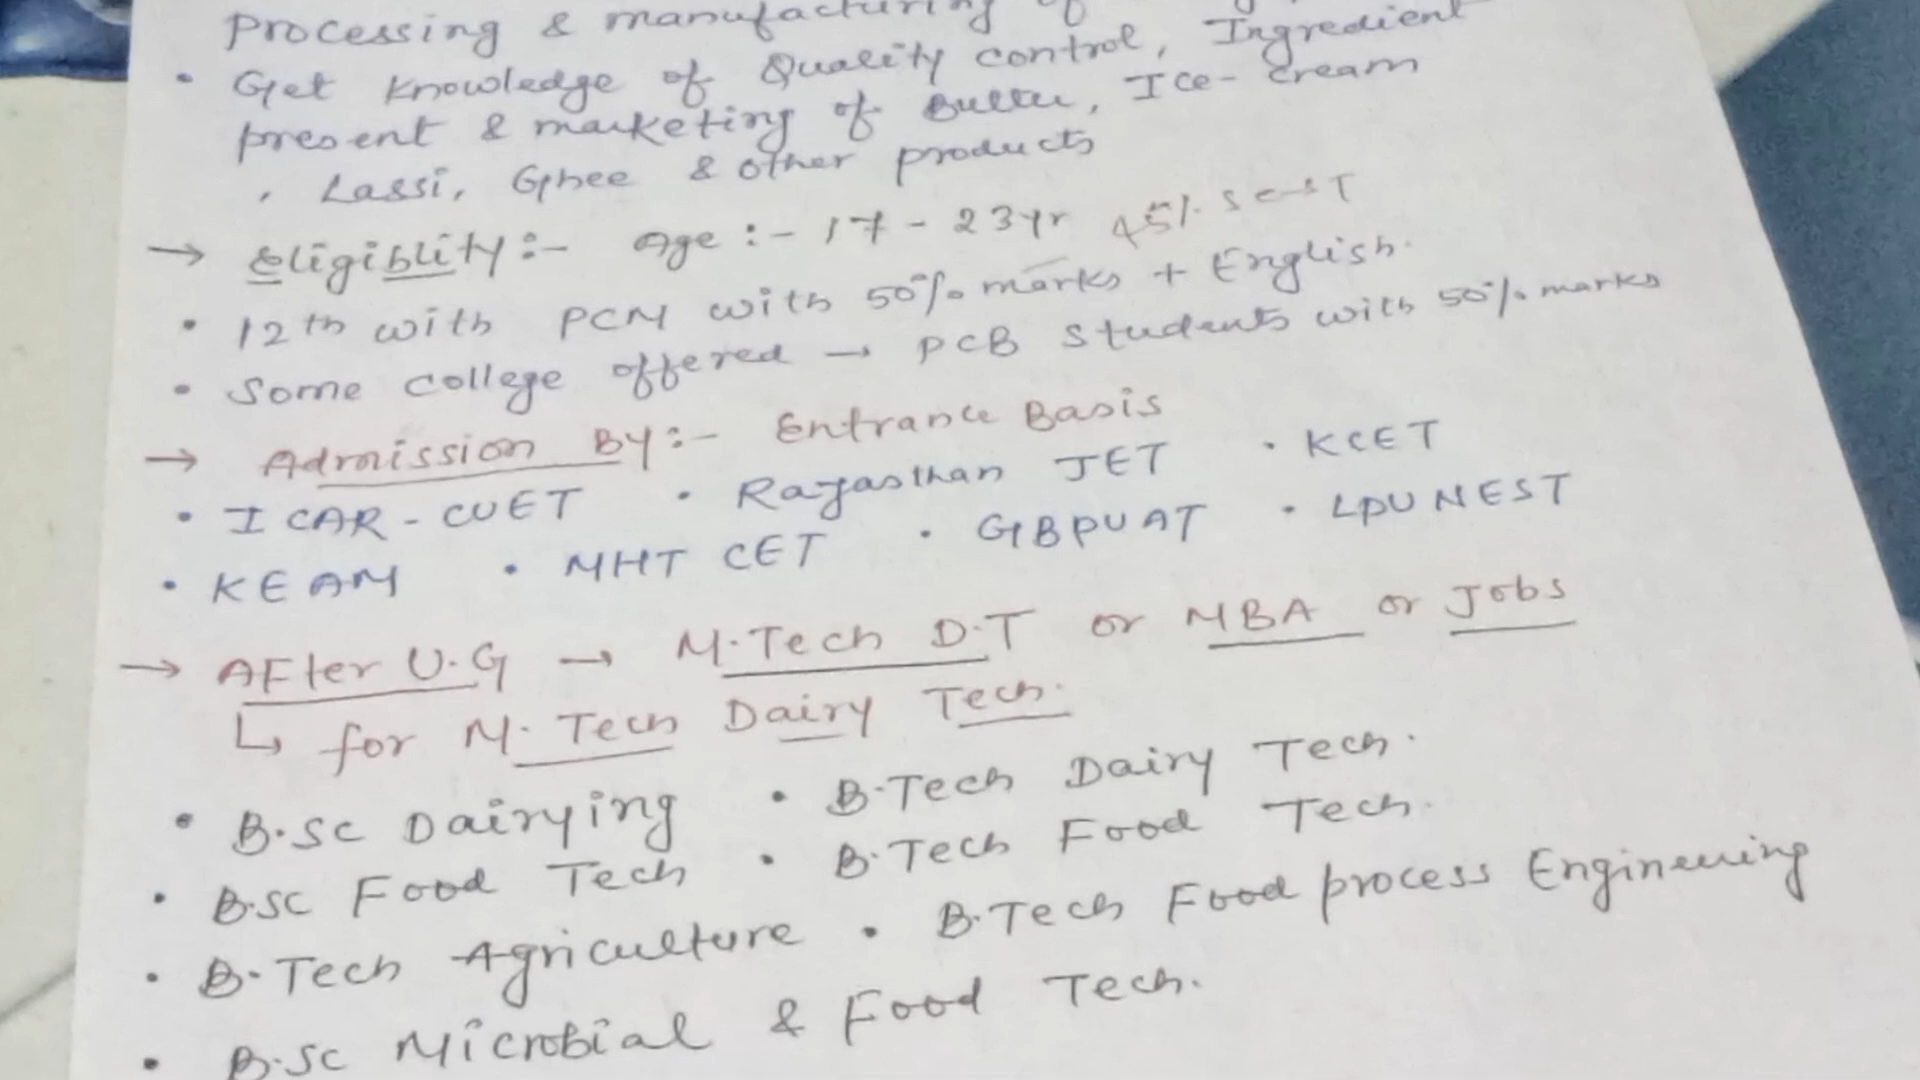 Processing & manufacturing of
• Get knowledge of Quality control, Ingredient
present & marketing of Butter, Ice-cream
, Lassi, Ghee & other products
→ Eligiblity :- Age :- 17 - 23yr 45%
• 12th with PCM with 50% marks + English.
• Some college offered → PCB students with 50% marks
→ Admission By :- Entrance Basis
• ICAR - CUET • Rajasthan JET • KCET
• KEAM • MHT CET • GBPUAT • LPU NEST
→ After U.G → M.Tech D.T or MBA or Jobs
↳ for M. Tech Dairy Tech.
• B.SC Dairying • B.Tech Dairy Tech.
• B.SC Food Tech • B.Tech Food Tech.
• B.Tech Agriculture • B.Tech Food process Engineering
• B.SC Microbial & Food Tech.